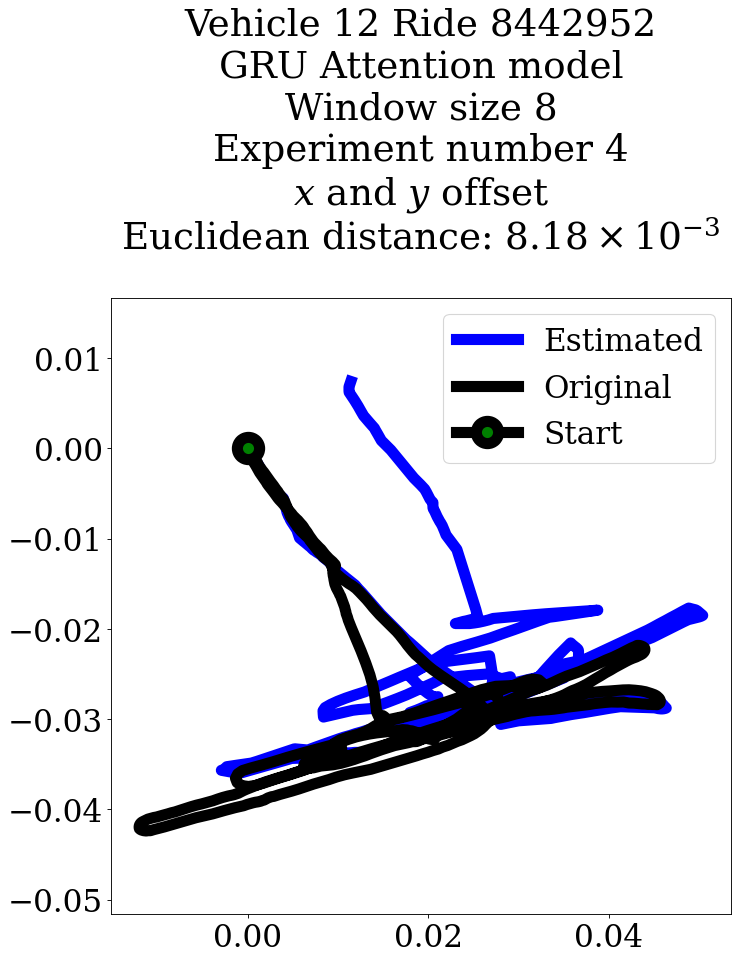 Vehicle 12 Ride 8442952
GRU Attention model
Window size 8
Experiment number 4
x and y offset
Euclidean distance: 8.18 × 10⁻³
Estimated
Original
Start
0.01
0.00
−0.01
−0.02
−0.03
−0.04
−0.05
0.00 0.02 0.04